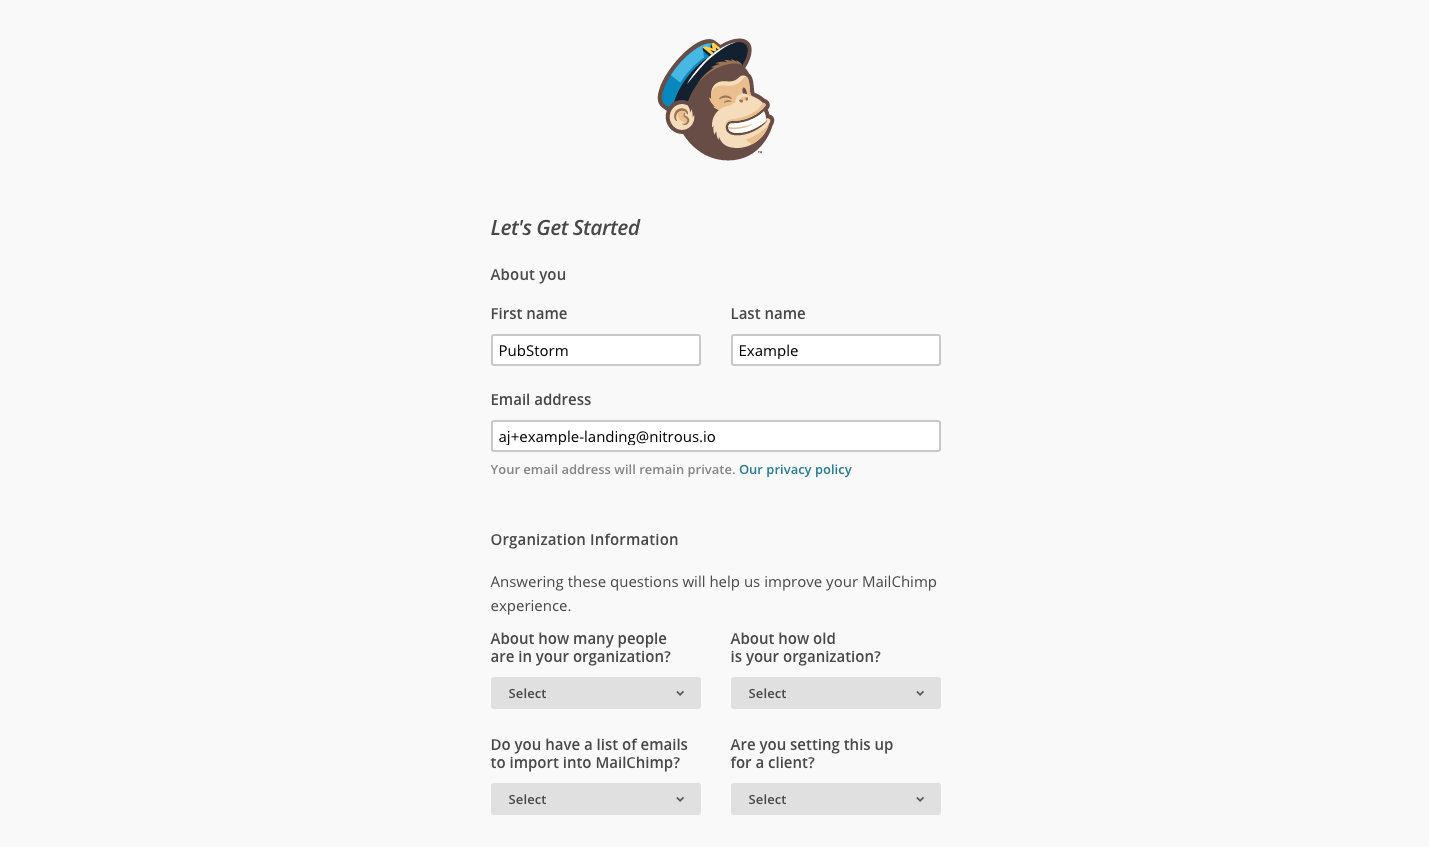 Let's Get Started
About you
First name
Last name
PubStorm
Example
Email address
aj+example-landing@nitrous.io
Your email address will remain private. Our privacy policy
Organization Information
Answering these questions will help us improve your MailChimp
experience.
About how many people
are in your organization?
About how old
is your organization?
Select
Select
Do you have a list of emails
to import into MailChimp?
Are you setting this up
for a client?
Select
Select